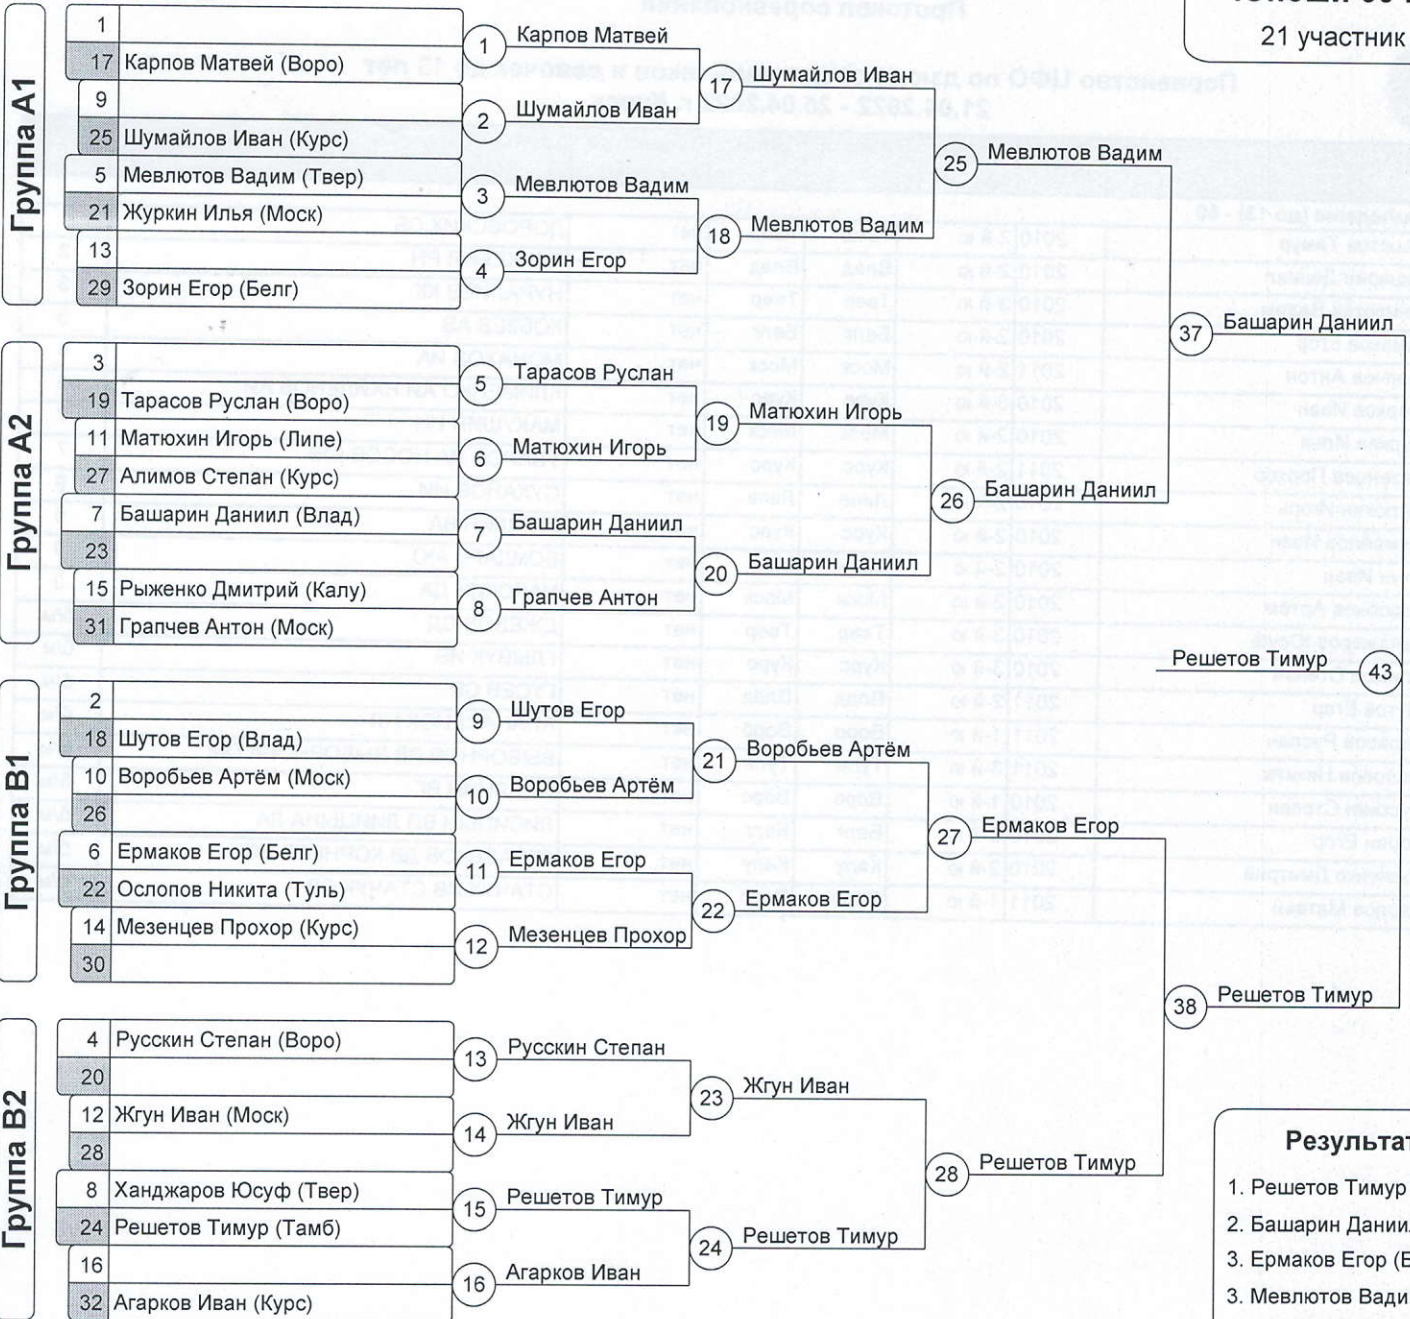 21 участник
Группа А1
1
17 Карпов Матвей (Воро)
9
25 Шумайлов Иван (Курс)
5 Мевлютов Вадим (Твер)
21 Журкин Илья (Моск)
13
29 Зорин Егор (Белг)
1 Карпов Матвей
2 Шумайлов Иван
3 Мевлютов Вадим
4 Зорин Егор
17 Шумайлов Иван
18 Мевлютов Вадим
25 Мевлютов Вадим
Группа А2
3
19 Тарасов Руслан (Воро)
11 Матюхин Игорь (Липе)
27 Алимов Степан (Курс)
7 Башарин Даниил (Влад)
23
15 Рыженко Дмитрий (Калу)
31 Грапчев Антон (Моск)
5 Тарасов Руслан
6 Матюхин Игорь
7 Башарин Даниил
8 Грапчев Антон
19 Матюхин Игорь
20 Башарин Даниил
26 Башарин Даниил
37 Башарин Даниил
Решетов Тимур 43
Группа В1
2
18 Шутов Егор (Влад)
10 Воробьев Артём (Моск)
26
6 Ермаков Егор (Белг)
22 Ослопов Никита (Туль)
14 Мезенцев Прохор (Курс)
30
9 Шутов Егор
10 Воробьев Артём
11 Ермаков Егор
12 Мезенцев Прохор
21 Воробьев Артём
22 Ермаков Егор
27 Ермаков Егор
Группа В2
4 Русскин Степан (Воро)
20
12 Жгун Иван (Моск)
28
8 Ханджаров Юсуф (Твер)
24 Решетов Тимур (Тамб)
16
32 Агарков Иван (Курс)
13 Русскин Степан
14 Жгун Иван
15 Решетов Тимур
16 Агарков Иван
23 Жгун Иван
24 Решетов Тимур
28 Решетов Тимур
38 Решетов Тимур
Результат
1. Решетов Тимур
2. Башарин Дании
3. Ермаков Егор (
3. Мевлютов Вади